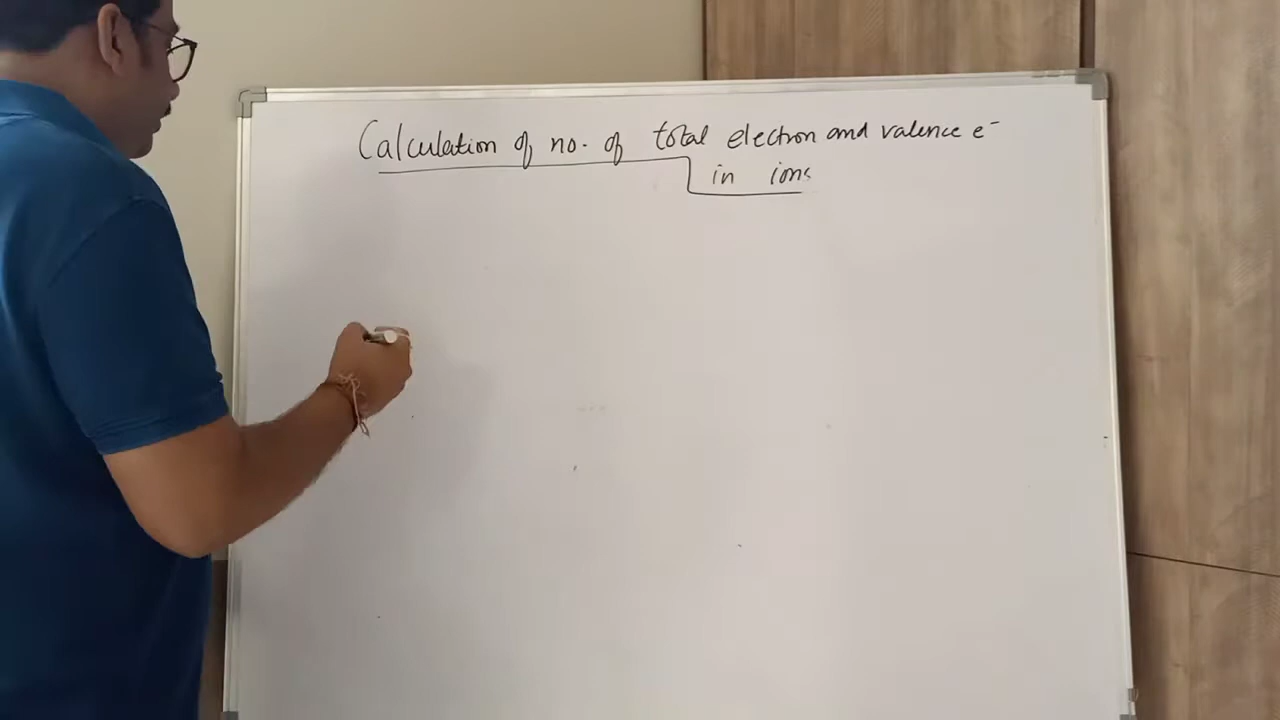 Calculation of no. of total electron and valence e⁻
in ions